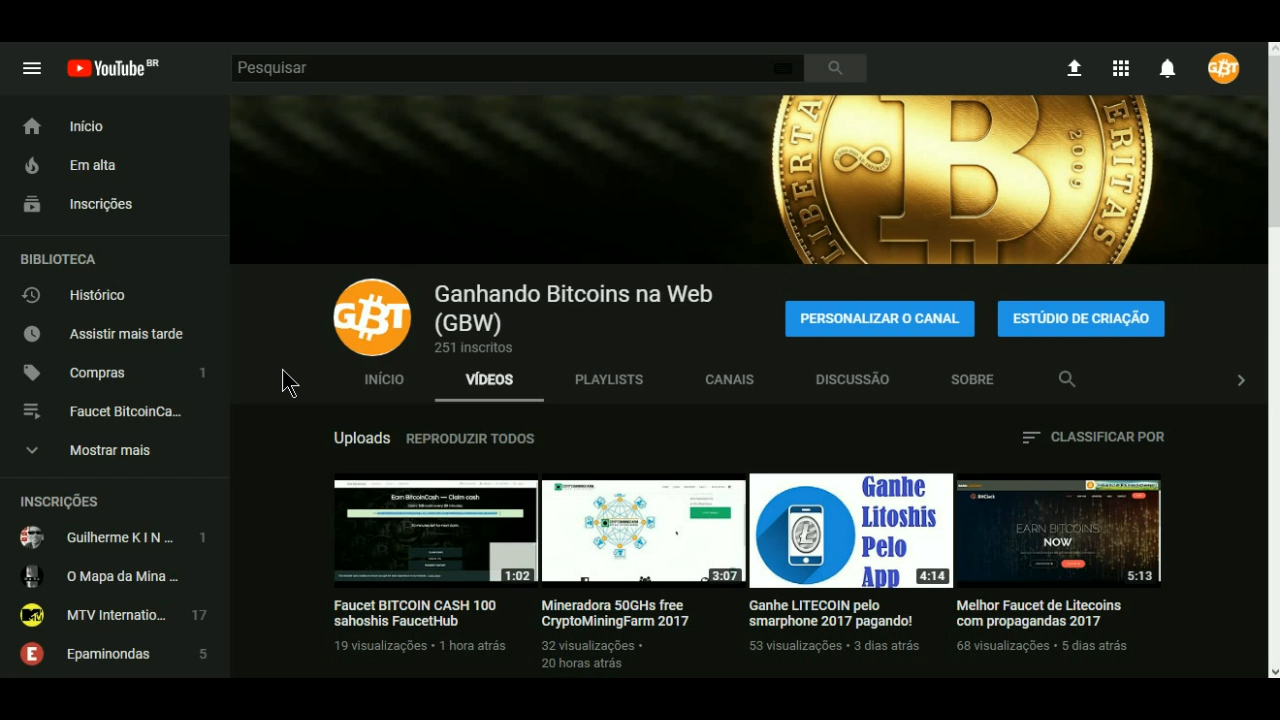 YouTube BR
Pesquisar
GBT
Início
Em alta
Inscrições
BIBLIOTECA
Histórico
Assistir mais tarde
Compras 1
Faucet BitcoinCa...
Mostrar mais
INSCRIÇÕES
Guilherme K I N ... 1
O Mapa da Mina ...
MTV Internatio... 17
Epaminondas 5
LIBERTA
ERITAS
2009
B
GBT
Ganhando Bitcoins na Web
(GBW)
251 inscritos
PERSONALIZAR O CANAL
ESTÚDIO DE CRIAÇÃO
INÍCIO VÍDEOS PLAYLISTS CANAIS DISCUSSÃO SOBRE
Uploads REPRODUZIR TODOS
CLASSIFICAR POR
Earn BitcoinCash — Claim cash
1:02
Faucet BITCOIN CASH 100
sahoshis FaucetHub
19 visualizações • 1 hora atrás
3:07
Mineradora 50GHs free
CryptoMiningFarm 2017
32 visualizações •
20 horas atrás
Ganhe
Litoshis
Pelo
App
4:14
Ganhe LITECOIN pelo
smarphone 2017 pagando!
53 visualizações • 3 dias atrás
BitClock
EARN BITCOINS
NOW
5:13
Melhor Faucet de Litecoins
com propagandas 2017
68 visualizações • 5 dias atrás